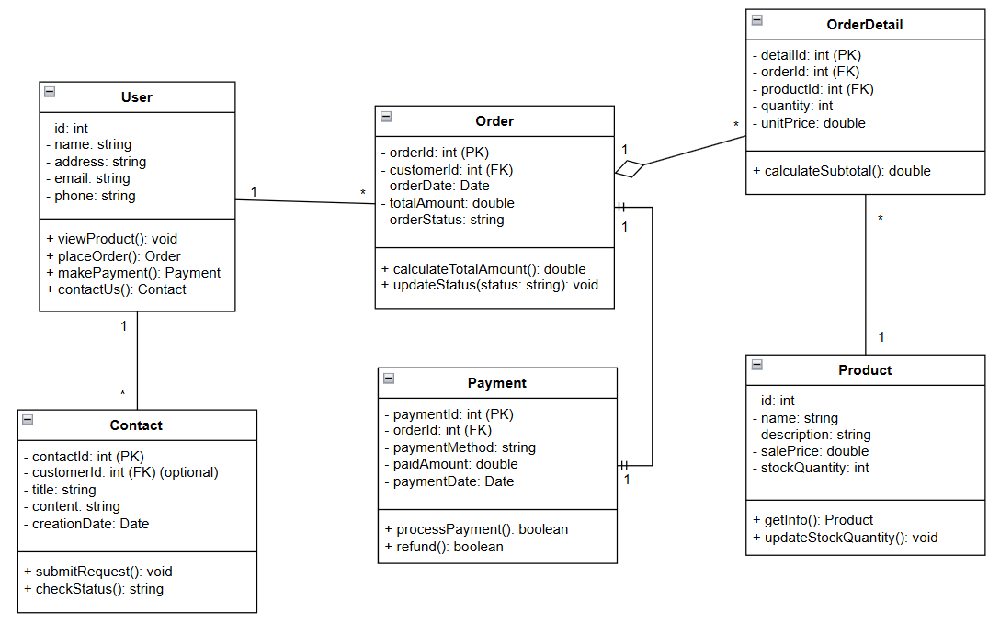 User
- id: int
- name: string
- address: string
- email: string
- phone: string
+ viewProduct(): void
+ placeOrder(): Order
+ makePayment(): Payment
+ contactUs(): Contact
1
*
1
*
Order
- orderId: int (PK)
- customerId: int (FK)
- orderDate: Date
- totalAmount: double
- orderStatus: string
+ calculateTotalAmount(): double
+ updateStatus(status: string): void
1
*
1
1
OrderDetail
- detailId: int (PK)
- orderId: int (FK)
- productId: int (FK)
- quantity: int
- unitPrice: double
+ calculateSubtotal(): double
*
1
Contact
- contactId: int (PK)
- customerId: int (FK) (optional)
- title: string
- content: string
- creationDate: Date
+ submitRequest(): void
+ checkStatus(): string
Payment
- paymentId: int (PK)
- orderId: int (FK)
- paymentMethod: string
- paidAmount: double
- paymentDate: Date
+ processPayment(): boolean
+ refund(): boolean
Product
- id: int
- name: string
- description: string
- salePrice: double
- stockQuantity: int
+ getInfo(): Product
+ updateStockQuantity(): void